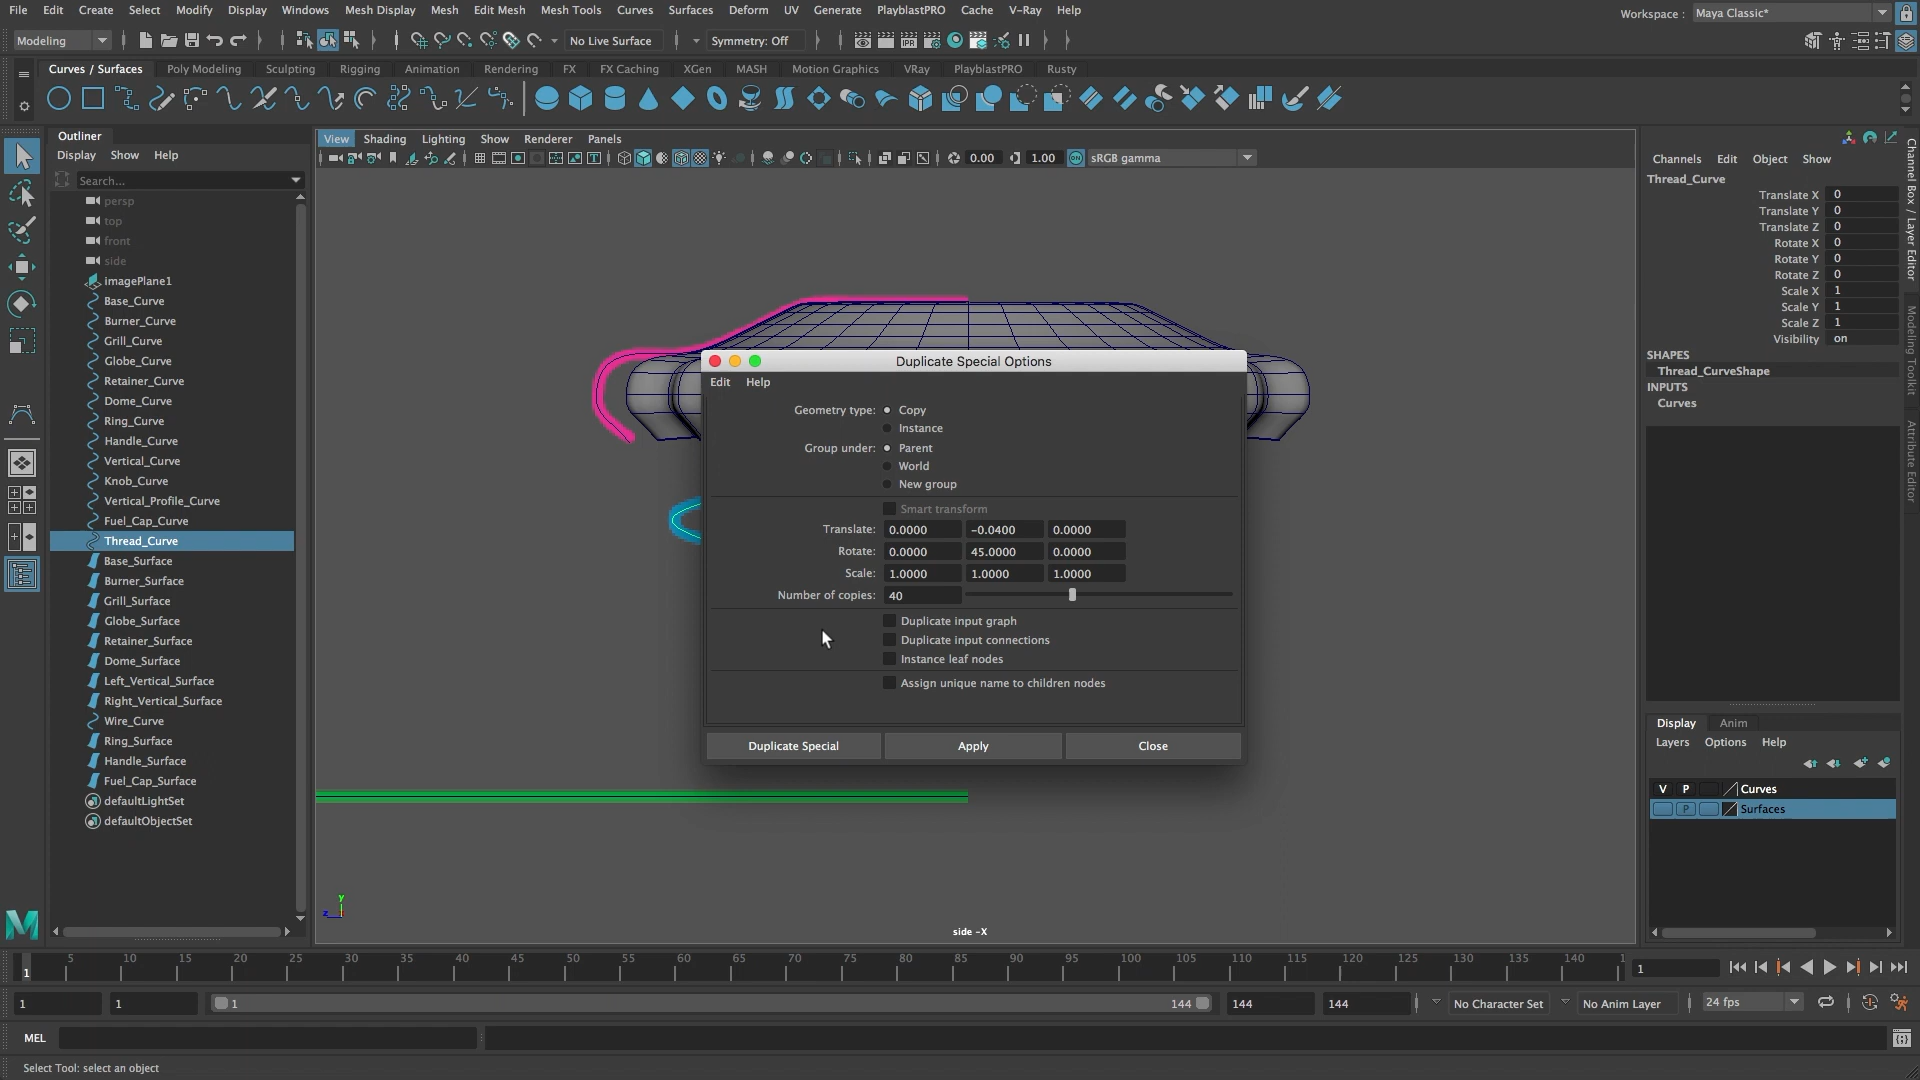 File Edit Create Select Modify Display Windows Mesh Display Mesh Edit Mesh Mesh Tools Curves Surfaces Deform UV Generate PlayblastPRO Cache V-Ray Help
Workspace : Maya Classic*
Modeling No Live Surface Symmetry: Off
Curves / Surfaces Poly Modeling Sculpting Rigging Animation Rendering FX FX Caching XGen MASH Motion Graphics VRay PlayblastPRO Rusty
Outliner
Display Show Help
Search...
persp
top
front
side
imagePlane1
Base_Curve
Burner_Curve
Grill_Curve
Globe_Curve
Retainer_Curve
Dome_Curve
Ring_Curve
Handle_Curve
Vertical_Curve
Knob_Curve
Vertical_Profile_Curve
Fuel_Cap_Curve
Thread_Curve
Base_Surface
Burner_Surface
Grill_Surface
Globe_Surface
Retainer_Surface
Dome_Surface
Left_Vertical_Surface
Right_Vertical_Surface
Wire_Curve
Ring_Surface
Handle_Surface
Fuel_Cap_Surface
defaultLightSet
defaultObjectSet
View Shading Lighting Show Renderer Panels
0.00 1.00 ON sRGB gamma
Duplicate Special Options
Edit Help
Geometry type: Copy
Instance
Group under: Parent
World
New group
Smart transform
Translate: 0.0000 -0.0400 0.0000
Rotate: 0.0000 45.0000 0.0000
Scale: 1.0000 1.0000 1.0000
Number of copies: 40
Duplicate input graph
Duplicate input connections
Instance leaf nodes
Assign unique name to children nodes
Duplicate Special Apply Close
y
z
side -X
Channels Edit Object Show
Thread_Curve
Translate X 0
Translate Y 0
Translate Z 0
Rotate X 0
Rotate Y 0
Rotate Z 0
Scale X 1
Scale Y 1
Scale Z 1
Visibility on
SHAPES
Thread_CurveShape
INPUTS
Curves
Channel Box / Layer Editor
Modeling Toolkit
Attribute Editor
Display Anim
Layers Options Help
V P Curves
P Surfaces
1 5 10 15 20 25 30 35 40 45 50 55 60 65 70 75 80 85 90 95 100 105 110 115 120 125 130 135 140 1 1
1 1 1 144 144 144 No Character Set No Anim Layer 24 fps
MEL
Select Tool: select an object